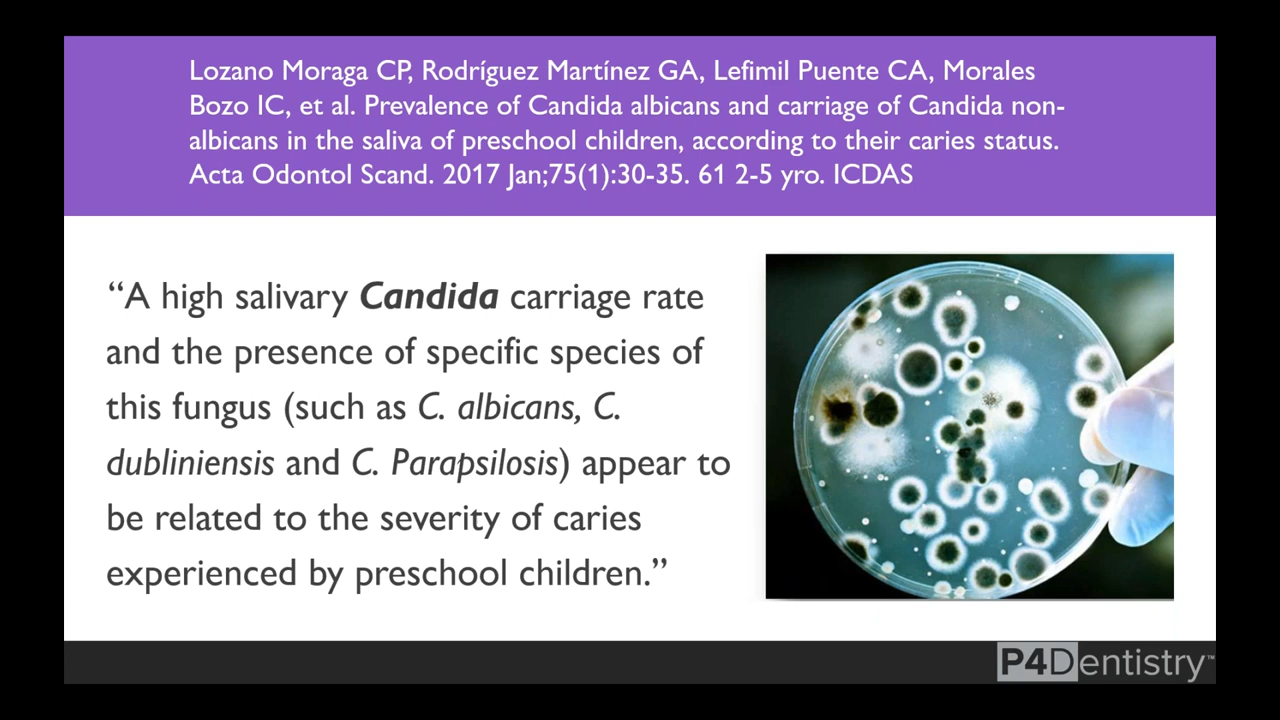 Lozano Moraga CP, Rodríguez Martínez GA, Lefimil Puente CA, Morales
Bozo IC, et al. Prevalence of Candida albicans and carriage of Candida non-
albicans in the saliva of preschool children, according to their caries status.
Acta Odontol Scand. 2017 Jan;75(1):30-35. 61 2-5 yro. ICDAS
“A high salivary Candida carriage rate
and the presence of specific species of
this fungus (such as C. albicans, C.
dubliniensis and C. Parapsilosis) appear to
be related to the severity of caries
experienced by preschool children.”
P4Dentistry™